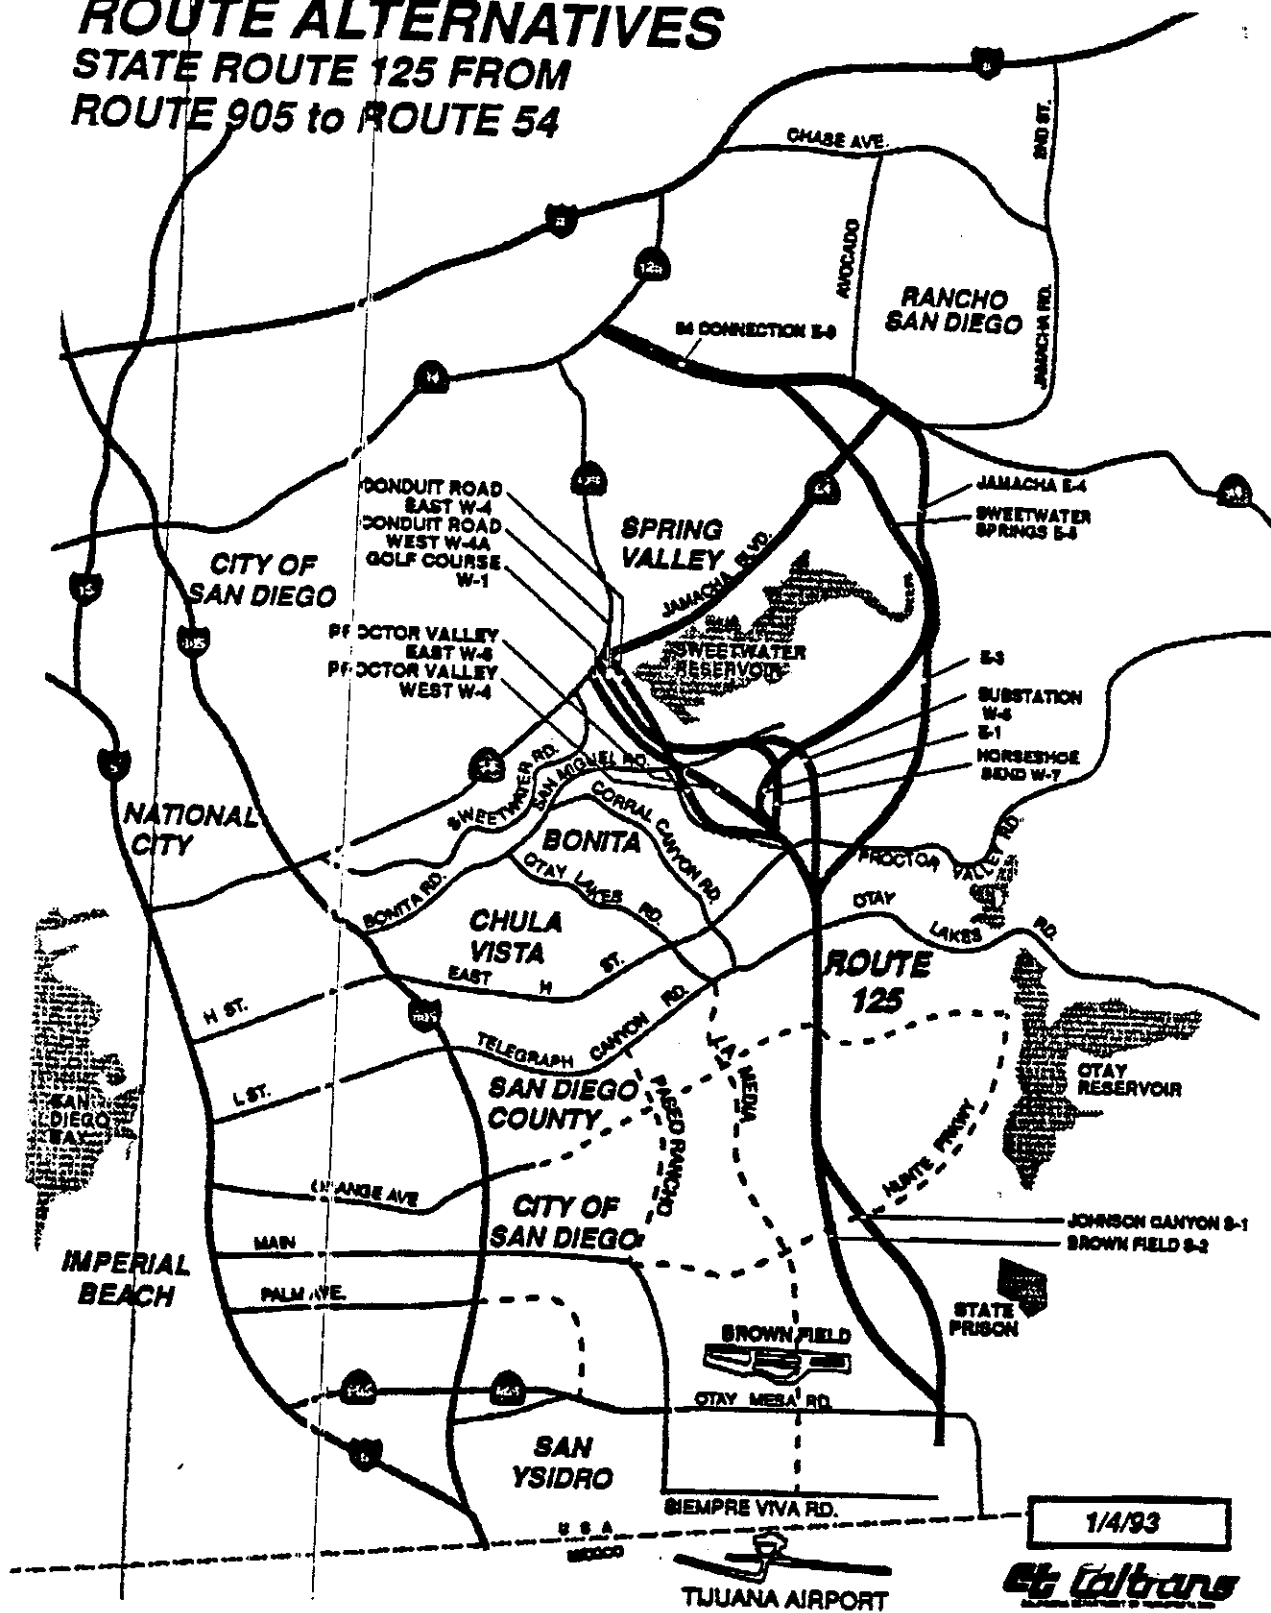 ROUTE ALTERNATIVES
STATE ROUTE 125 FROM
ROUTE 905 to ROUTE 54
8
2ND ST.
CHASE AVE.
8
AVOCADO
125
RANCHO
SAN DIEGO
JAMACHA RD.
54 CONNECTION
CONDUIT ROAD
EAST W-4
CONDUIT ROAD
WEST W-4A
GOLF COURSE
W-1
SPRING
VALLEY
JAMACHA BLVD.
JAMACHA E-4
SWEETWATER
SPRINGS
CITY OF
SAN DIEGO
15
805
SWEETWATER
RESERVOIR
PROCTOR VALLEY
EAST
PROCTOR VALLEY
WEST W-4
E-3
SUBSTATION
E-1
HORSESHOE
BEND W-7
5
SWEETWATER RD.
SAN MIGUEL RD.
NATIONAL
CITY
BONITA
CORRAL CANYON RD.
PROCTOR VALLEY RD.
OTAY LAKES RD.
BONITA RD.
CHULA
VISTA
OTAY LAKES RD.
EAST H ST.
H ST.
ROUTE
125
805
TELEGRAPH CANYON RD.
L ST.
LA MEDIA
PASEO RANCHO
SAN DIEGO
COUNTY
SAN
DIEGO
BAY
OTAY
RESERVOIR
HUNTE PRKWY
ORANGE AVE
CITY OF
SAN DIEGO
JOHNSON CANYON S-1
BROWN FIELD S-2
MAIN
IMPERIAL
BEACH
PALM AVE.
STATE
PRISON
BROWN FIELD
OTAY MESA RD.
SAN
YSIDRO
SIEMPRE VIVA RD.
U S A
MEXICO
1/4/93
TIJUANA AIRPORT
Caltrans